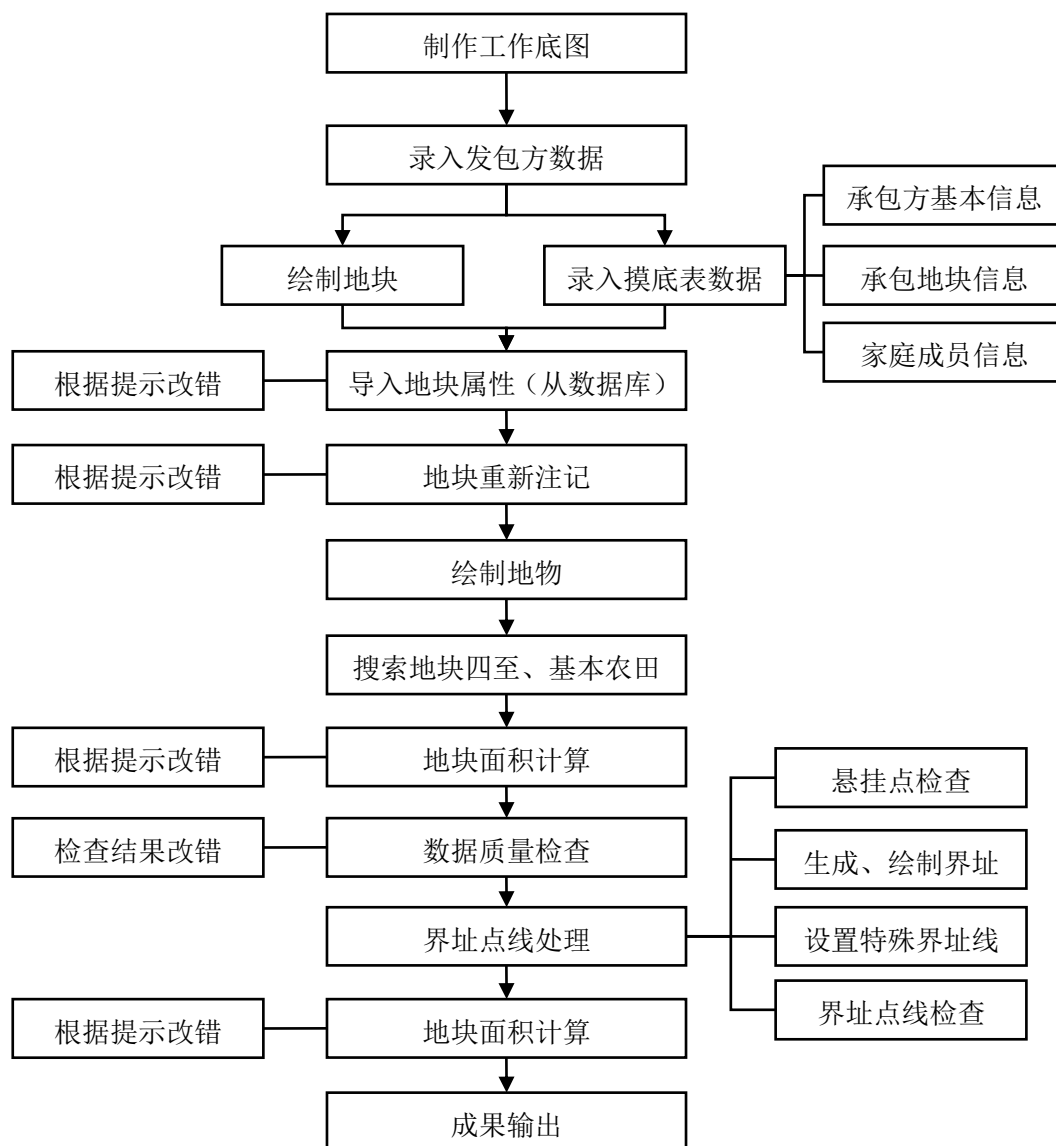 制作工作底图
录入发包方数据
承包方基本信息
绘制地块
录入摸底表数据
承包地块信息
家庭成员信息
根据提示改错
导入地块属性（从数据库）
根据提示改错
地块重新注记
绘制地物
搜索地块四至、基本农田
根据提示改错
地块面积计算
悬挂点检查
检查结果改错
数据质量检查
生成、绘制界址
界址点线处理
设置特殊界址线
界址点线检查
根据提示改错
地块面积计算
成果输出